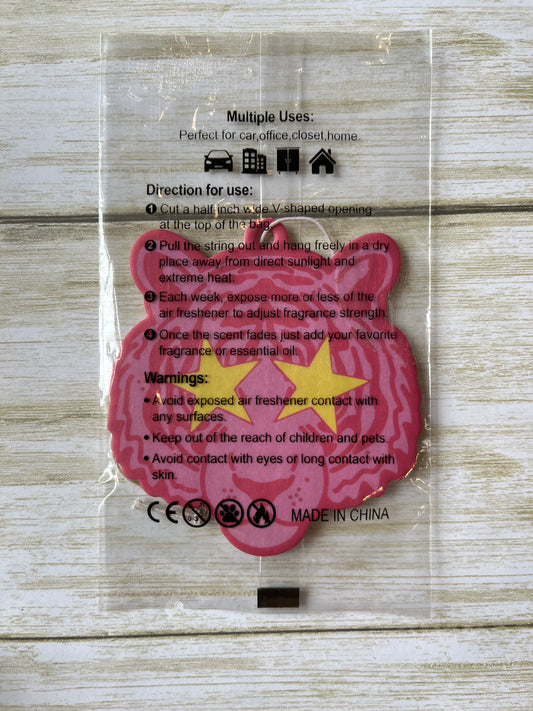 Multiple Uses:
Perfect for car,office,closet,home
Direction for use:
❶ Cut a half inch wide V-shaped opening
at the top of the bag.
❷ Pull the string out and hang freely in a dry
place away from direct sunlight and
extreme heat.
❸ Each week, expose more or less of the
air freshener to adjust fragrance strength.
❹ Once the scent fades just add your favorite
fragrance or essential oil.
Warnings:
• Avoid exposed air freshener contact with
any surfaces.
• Keep out of the reach of children and pets.
• Avoid contact with eyes or long contact with
skin.
CE 0-3 MADE IN CHINA